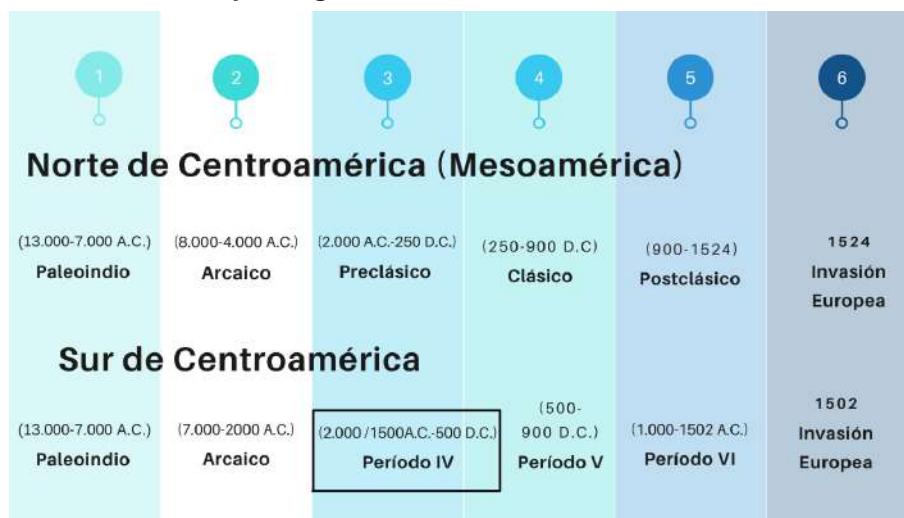 1 2 3 4 5 6
Norte de Centroamérica (Mesoamérica)
(13.000-7.000 A.C.) (8.000-4.000 A.C.) (2.000 A.C.-250 D.C.) (250-900 D.C) (900-1524) 1524
Paleoindio Arcaico Preclásico Clásico Postclásico Invasión
Europea
Sur de Centroamérica
(13.000-7.000 A.C.) (7.000-2000 A.C.) (2.000/1500A.C.-500 D.C.) (500-
900 D.C.) (1.000-1502 A.C.) 1502
Paleoindio Arcaico Período IV Período V Período VI Invasión
Europea